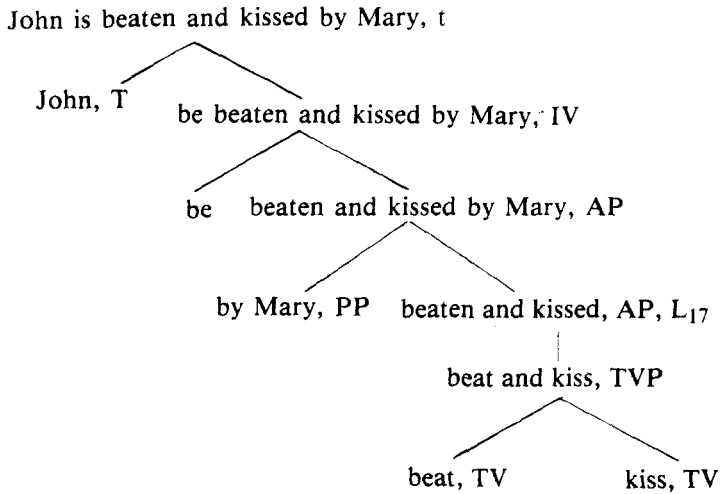 John is beaten and kissed by Mary, t
John, T
be beaten and kissed by Mary, IV
be beaten and kissed by Mary, AP
by Mary, PP beaten and kissed, AP, L₁₇
beat and kiss, TVP
beat, TV kiss, TV